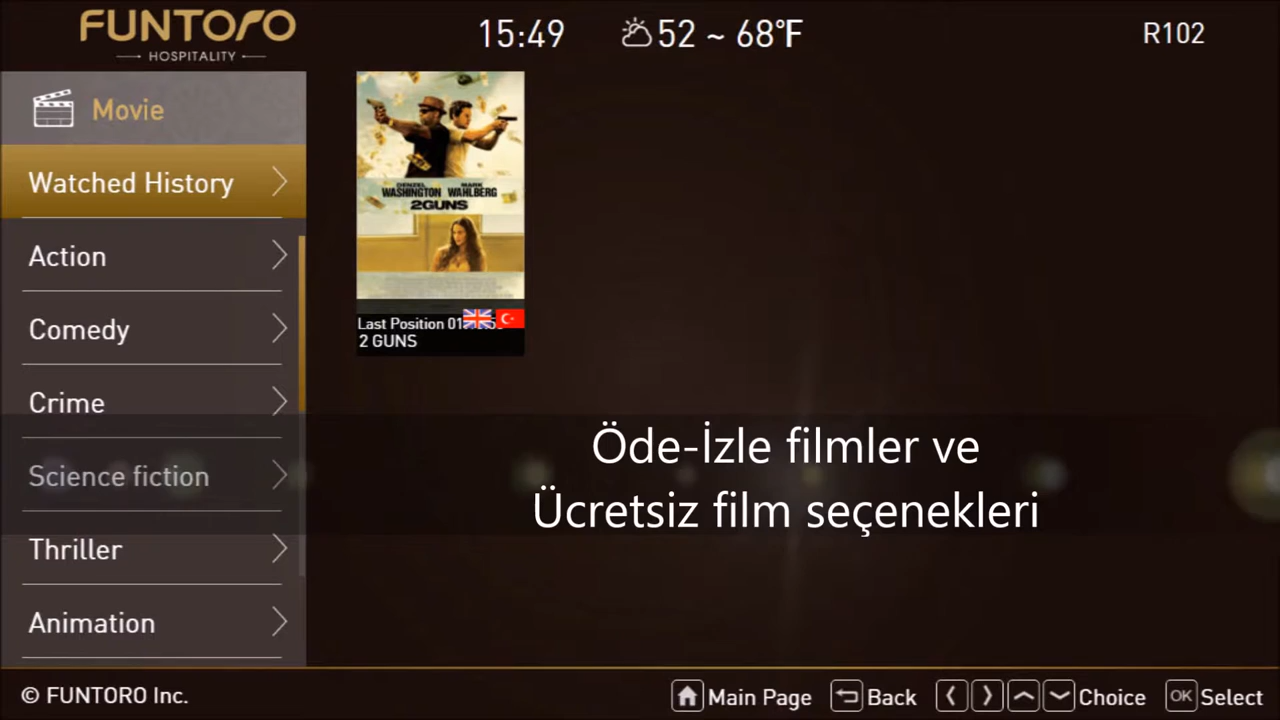 FUNTORO
HOSPITALITY
15:49
52 ~ 68°F
R102
Movie
Watched History
Action
Comedy
Crime
Science fiction
Thriller
Animation
DENZEL MARK
WASHINGTON WAHLBERG
2GUNS
Last Position
2 GUNS
Öde-İzle filmler ve
Ücretsiz film seçenekleri
© FUNTORO Inc.
Main Page
Back
Choice
OK Select